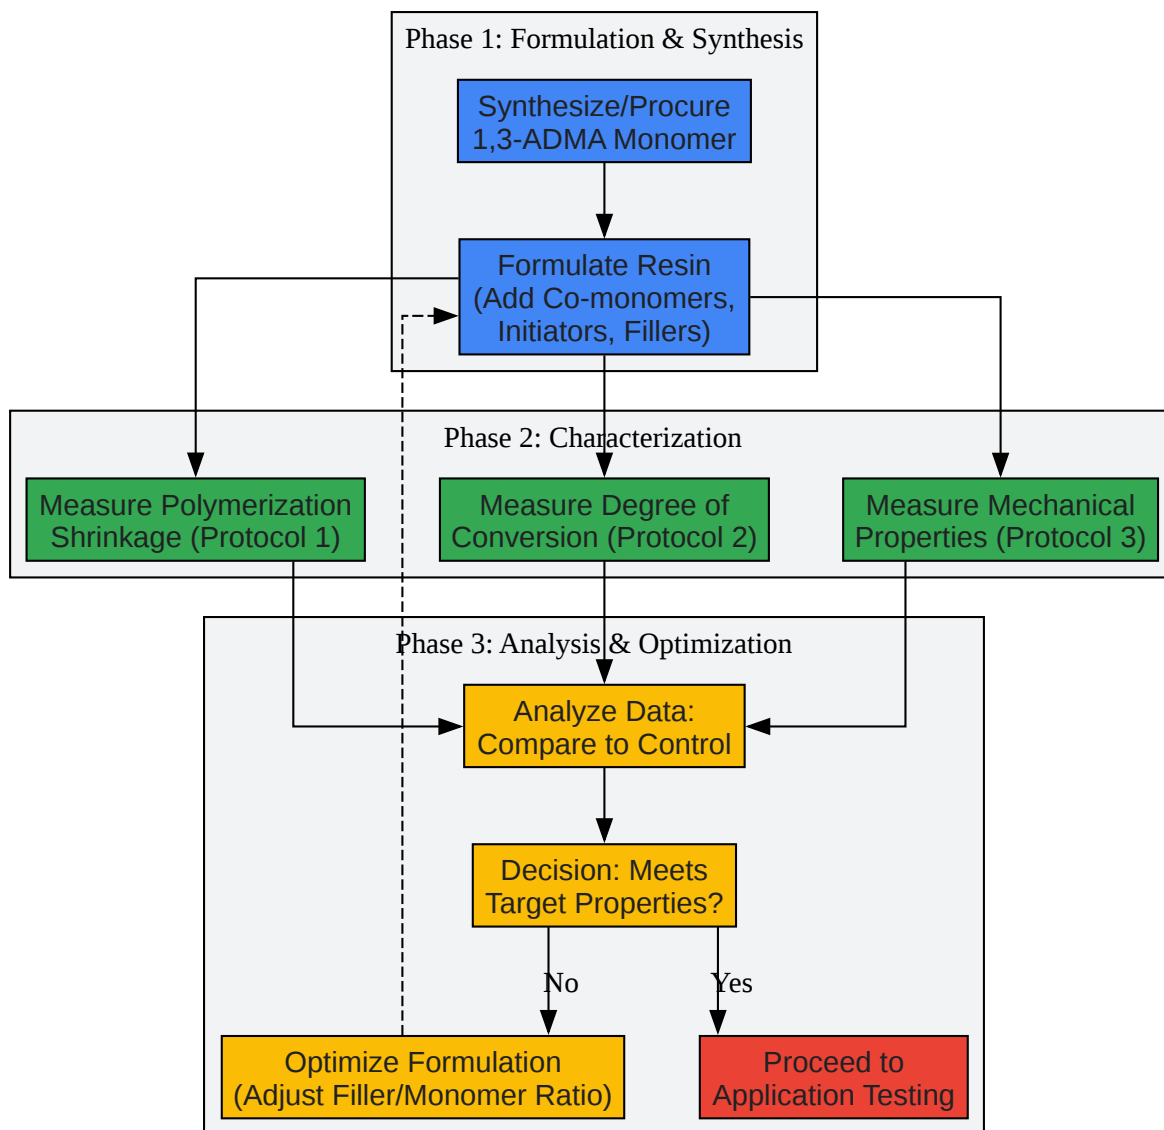 Phase 1: Formulation & Synthesis
Synthesize/Procure
1,3-ADMA Monomer
Formulate Resin
(Add Co-monomers,
Initiators, Fillers)
Phase 2: Characterization
Measure Polymerization
Shrinkage (Protocol 1)
Measure Degree of
Conversion (Protocol 2)
Measure Mechanical
Properties (Protocol 3)
Phase 3: Analysis & Optimization
Analyze Data:
Compare to Control
Decision: Meets
Target Properties?
No
Yes
Optimize Formulation
(Adjust Filler/Monomer Ratio)
Proceed to
Application Testing